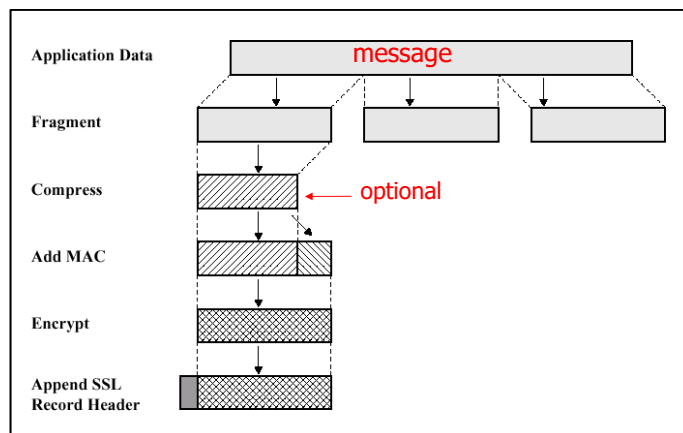 Application Data
message
Fragment
Compress
optional
Add MAC
Encrypt
Append SSL
Record Header